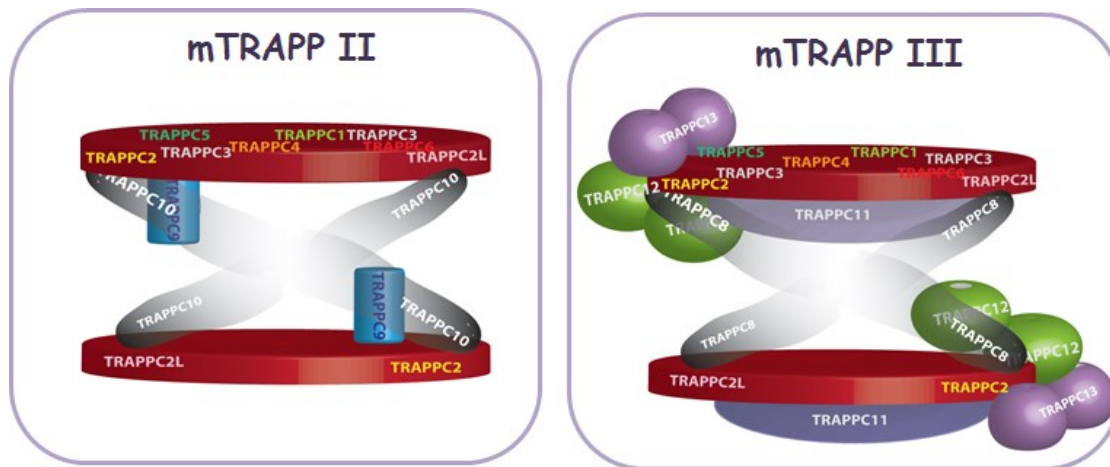 mTRAPP II
TRAPPC5
TRAPPC1
TRAPPC3
TRAPPC2
TRAPPC3
TRAPPC4
TRAPPC6
TRAPPC2L
TRAPPC10
TRAPPC9
TRAPPC10
TRAPPC10
TRAPPC9
TRAPPC10
TRAPPC2L
TRAPPC2
mTRAPP III
TRAPPC13
TRAPPC5
TRAPPC1
TRAPPC4
TRAPPC3
TRAPPC12
TRAPPC2
TRAPPC3
TRAPPC6
TRAPPC2L
TRAPPC8
TRAPPC11
TRAPPC8
TRAPPC12
TRAPPC8
TRAPPC8
TRAPPC12
TRAPPC2L
TRAPPC2
TRAPPC13
TRAPPC11